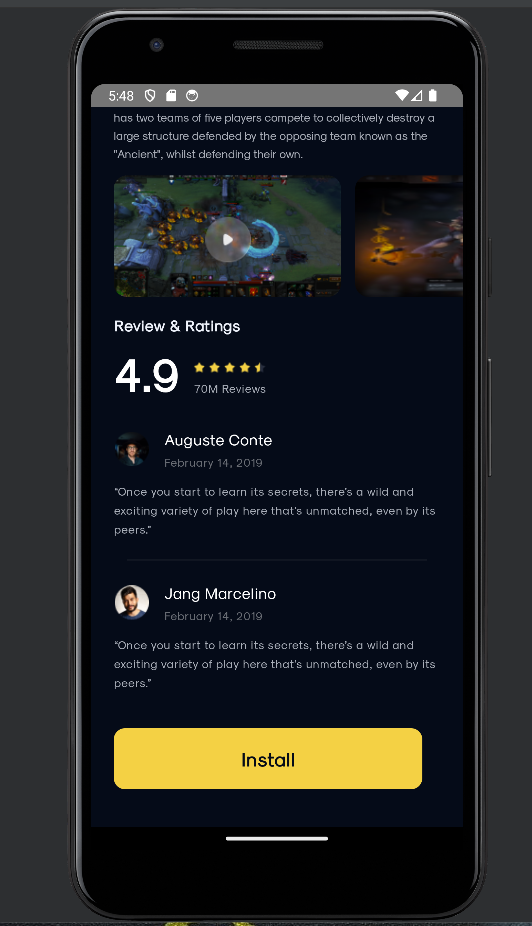 5:48
has two teams of five players compete to collectively destroy a
large structure defended by the opposing team known as the
"Ancient", whilst defending their own.
Review & Ratings
4.9
70M Reviews
Auguste Conte
February 14, 2019
“Once you start to learn its secrets, there’s a wild and
exciting variety of play here that’s unmatched, even by its
peers.”
Jang Marcelino
February 14, 2019
“Once you start to learn its secrets, there’s a wild and
exciting variety of play here that’s unmatched, even by its
peers.”
Install